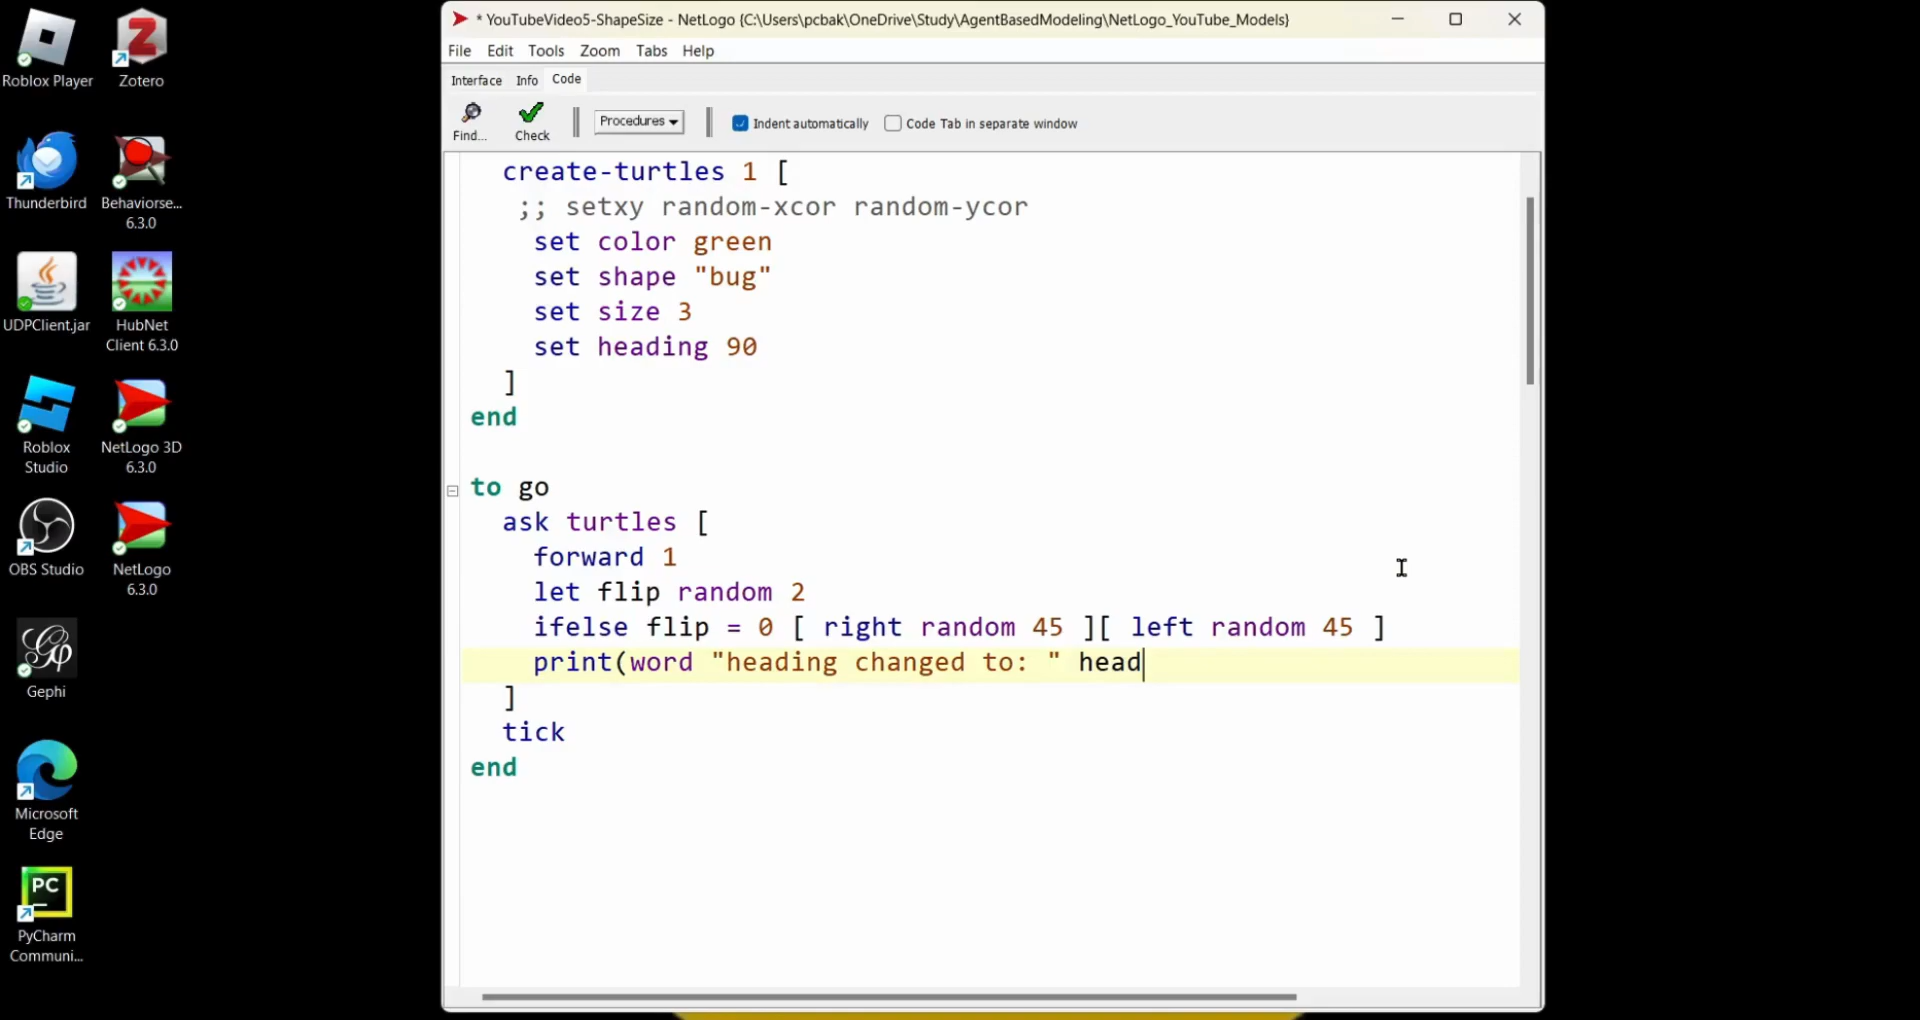 * YouTubeVideo5-ShapeSize - NetLogo {C:\Users\pcbak\OneDrive\Study\AgentBasedModeling\NetLogo_YouTube_Models}
File Edit Tools Zoom Tabs Help
Interface Info Code
Find... Check Procedures Indent automatically Code Tab in separate window
create-turtles 1 [
;; setxy random-xcor random-ycor
set color green
set shape "bug"
set size 3
set heading 90
]
end
to go
ask turtles [
forward 1
let flip random 2
ifelse flip = 0 [ right random 45 ][ left random 45 ]
print(word "heading changed to: " head
]
tick
end
Roblox Player
Zotero
Thunderbird
Behaviorse...
6.3.0
UDPClient.jar
HubNet
Client 6.3.0
Roblox
Studio
NetLogo 3D
6.3.0
OBS Studio
NetLogo
6.3.0
Gephi
Microsoft
Edge
PC
PyCharm
Communi...